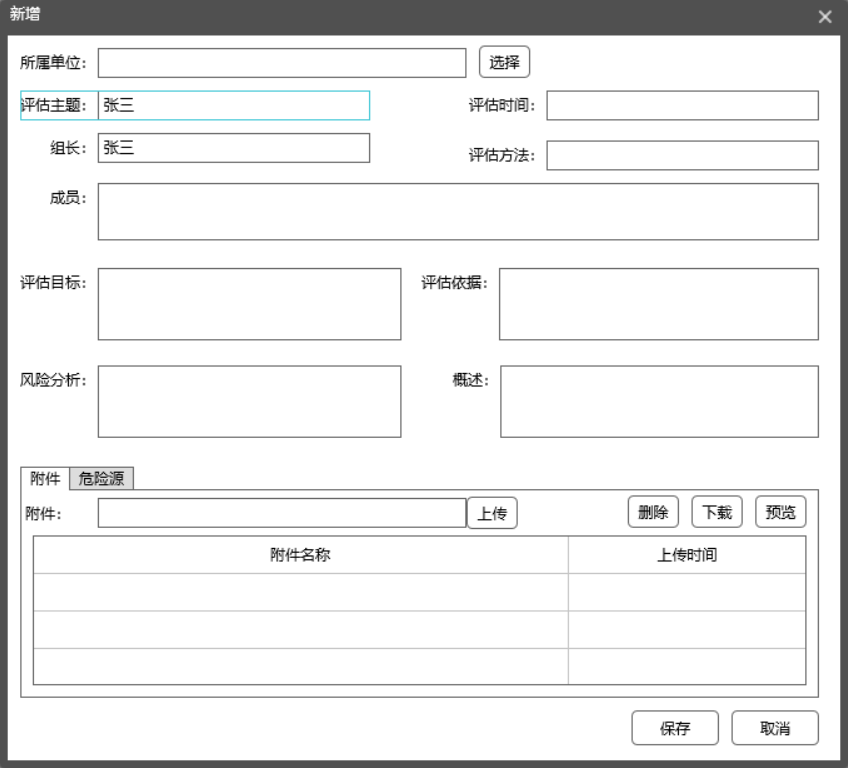 新增
所属单位: 选择
评估主题: 张三 评估时间:
组长: 张三 评估方法:
成员:
评估目标: 评估依据:
风险分析: 概述:
附件 危险源
附件: 上传 删除 下载 预览
附件名称 上传时间
保存 取消